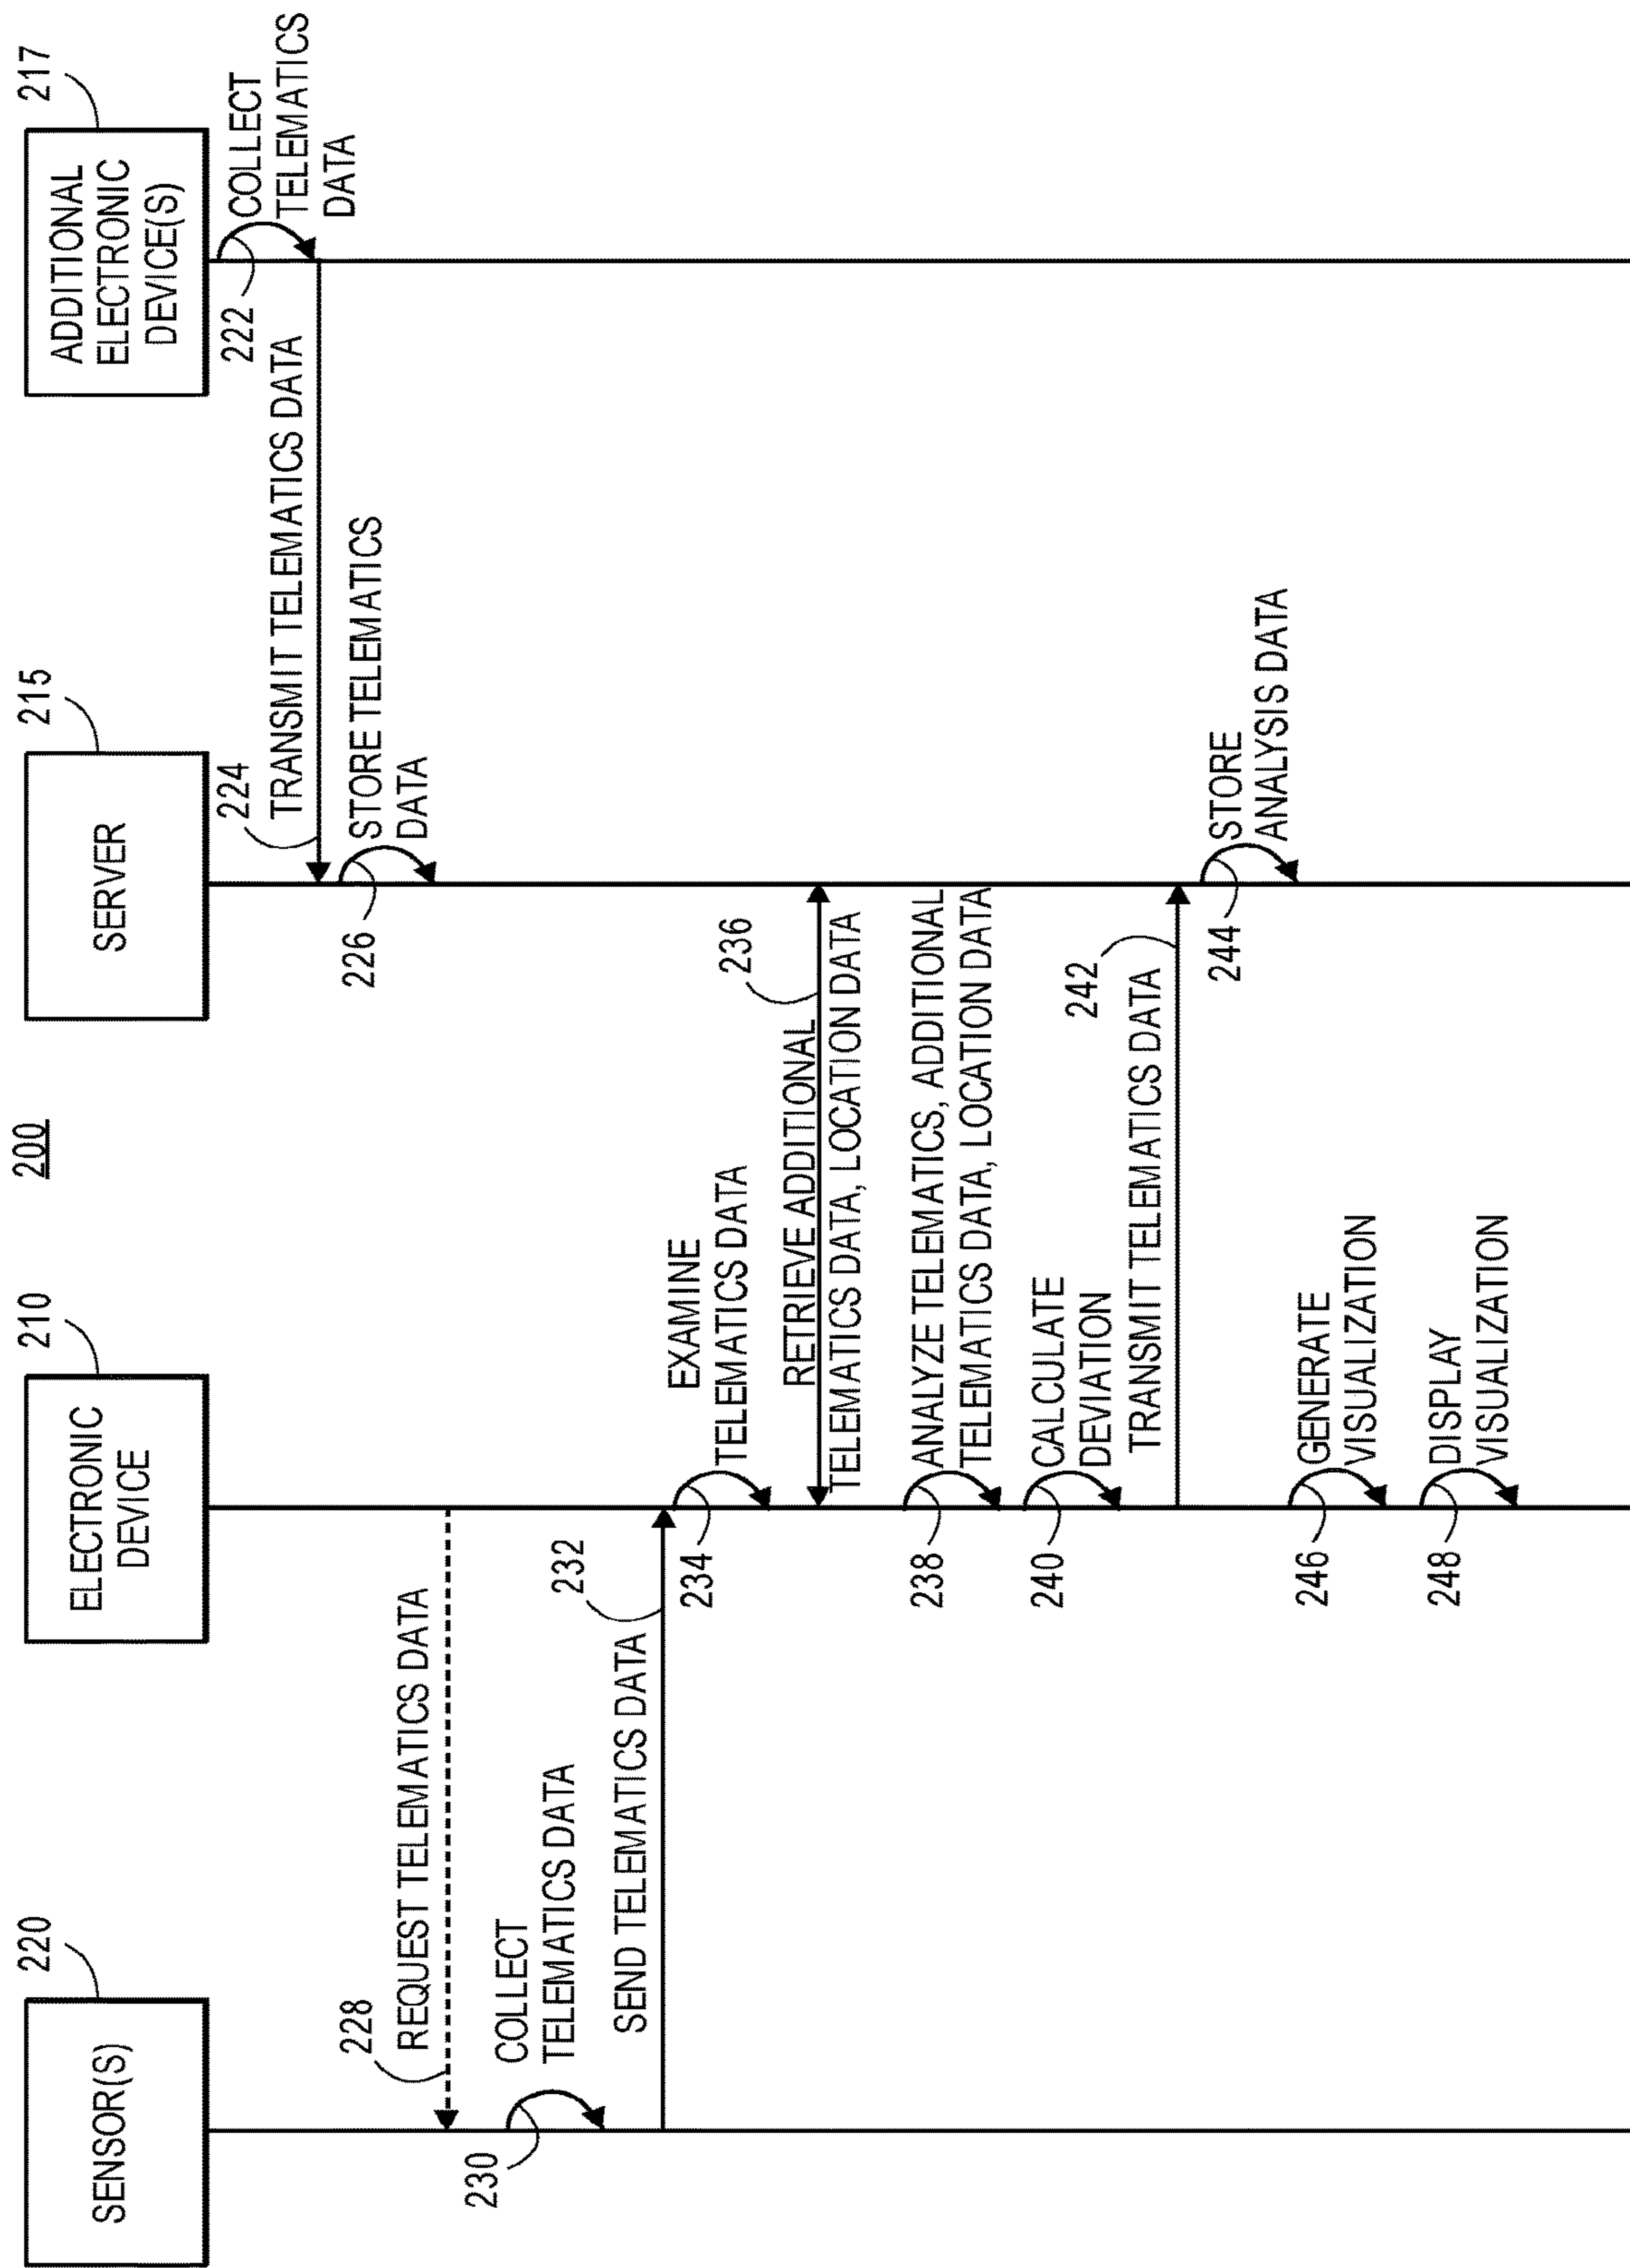 200
SENSOR(S)
220
ELECTRONIC
DEVICE
210
SERVER
215
ADDITIONAL
ELECTRONIC
DEVICE(S)
217
COLLECT
TELEMATICS
DATA
222
224
TRANSMIT TELEMATICS DATA
STORE TELEMATICS
DATA
226
228
REQUEST TELEMATICS DATA
COLLECT
TELEMATICS DATA
230
SEND TELEMATICS DATA
232
EXAMINE
TELEMATICS DATA
234
236
RETRIEVE ADDITIONAL
TELEMATICS DATA, LOCATION DATA
ANALYZE TELEMATICS, ADDITIONAL
TELEMATICS DATA, LOCATION DATA
238
CALCULATE
DEVIATION
240
242
TRANSMIT TELEMATICS DATA
STORE
ANALYSIS DATA
244
GENERATE
VISUALIZATION
246
DISPLAY
VISUALIZATION
248